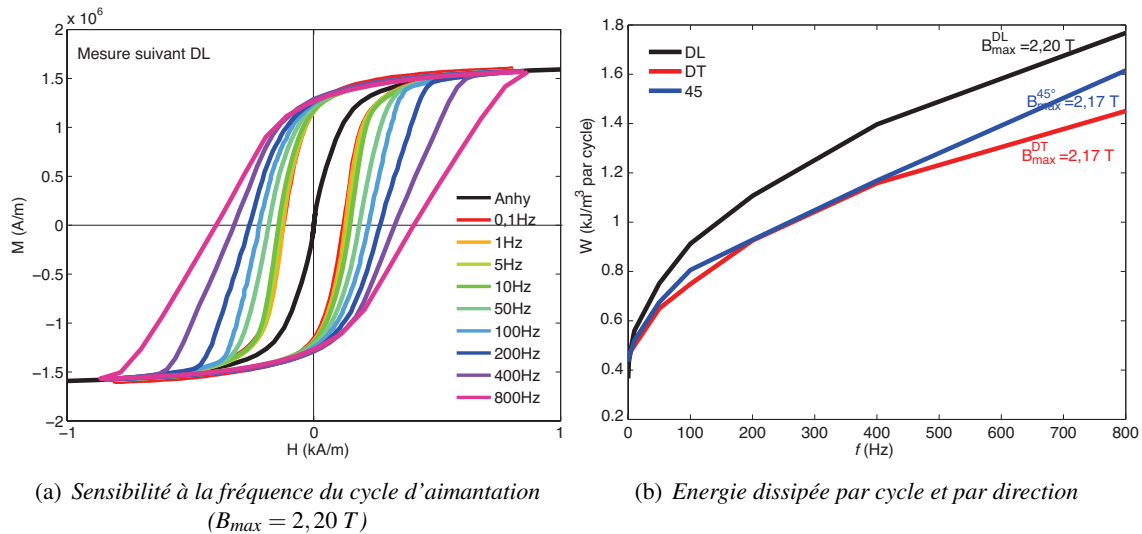 x 10⁶
Mesure suivant DL
2
1.5
1
0.5
0
−0.5
−1
−1.5
−2
M (A/m)
−1
0
1
H (kA/m)
Anhy
0,1Hz
1Hz
5Hz
10Hz
50Hz
100Hz
200Hz
400Hz
800Hz
(a) Sensibilité à la fréquence du cycle d'aimantation
(Bmax = 2,20 T)
1.8
1.6
1.4
1.2
1
0.8
0.6
0.4
0.2
W (kJ/m³ par cycle)
DL
DT
45
B_max^DL =2,20 T
B_max^45° =2,17 T
B_max^DT =2,17 T
0
100
200
300
400
500
600
700
800
f (Hz)
(b) Energie dissipée par cycle et par direction